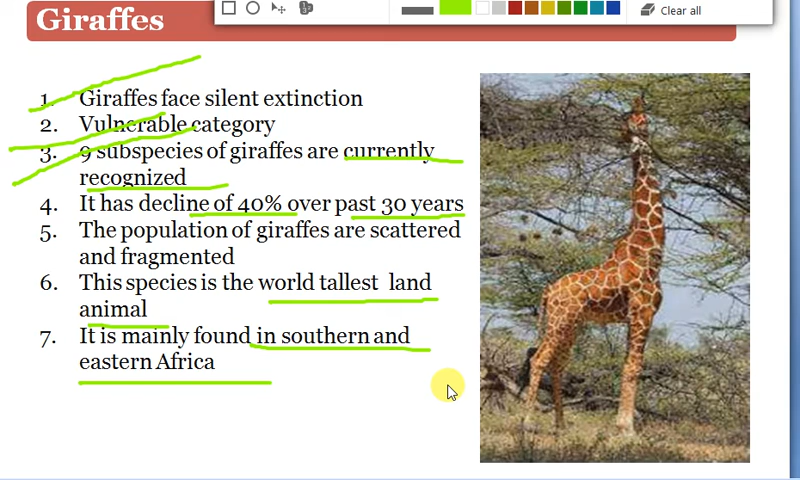 Giraffes
Clear all
1. Giraffes face silent extinction
2. Vulnerable category
3. 9 subspecies of giraffes are currently
recognized
4. It has decline of 40% over past 30 years
5. The population of giraffes are scattered
and fragmented
6. This species is the world tallest land
animal
7. It is mainly found in southern and
eastern Africa